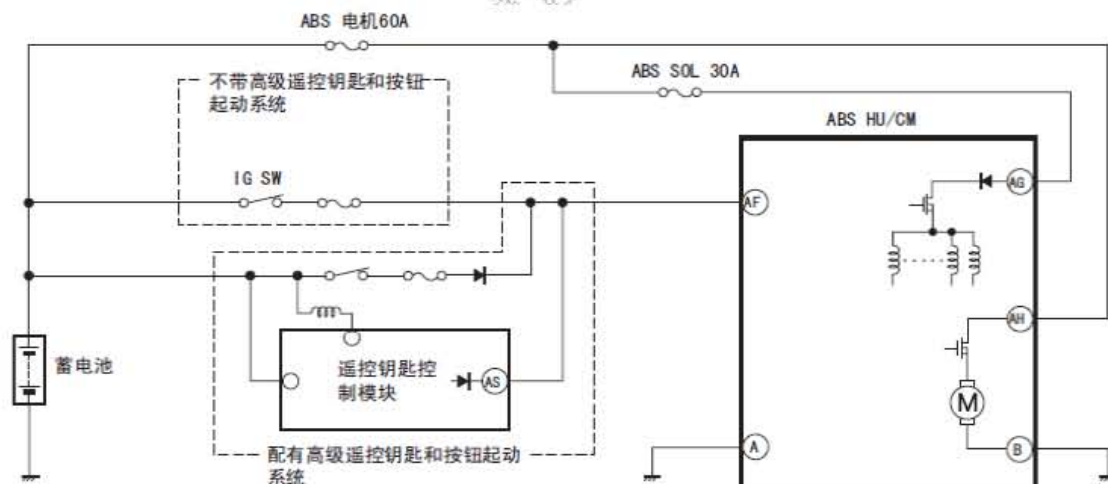 ABS 电机60A
ABS SOL 30A
不带高级遥控钥匙和按钮
起动系统
ABS HU/CM
IG SW
AG
AF
AH
蓄电池
遥控钥匙控
制模块
AS
M
A
B
配有高级遥控钥匙和按钮起动
系统